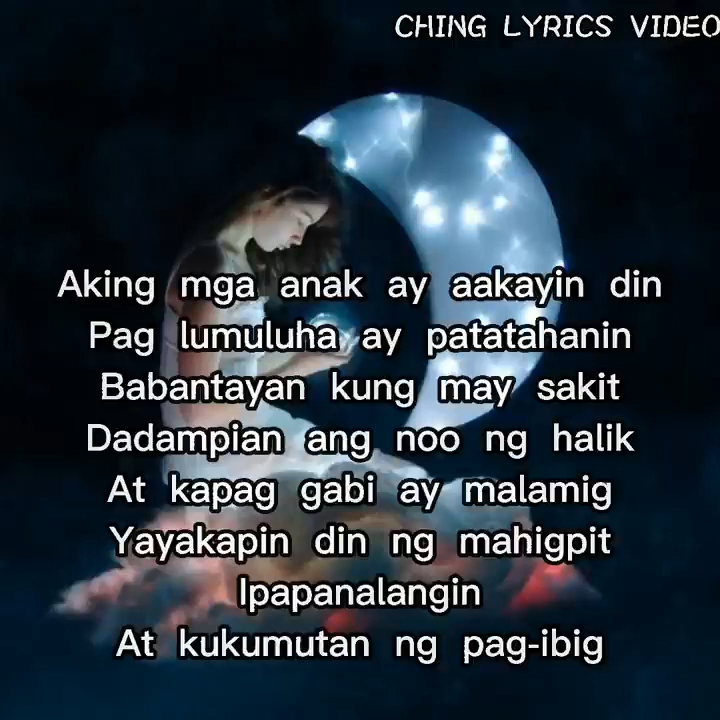 CHING LYRICS VIDEO
Aking mga anak ay aakayin din
Pag lumuluha ay patatahanin
Babantayan kung may sakit
Dadampian ang noo ng halik
At kapag gabi ay malamig
Yayakapin din ng mahigpit
Ipapanalangin
At kukumutan ng pag-ibig